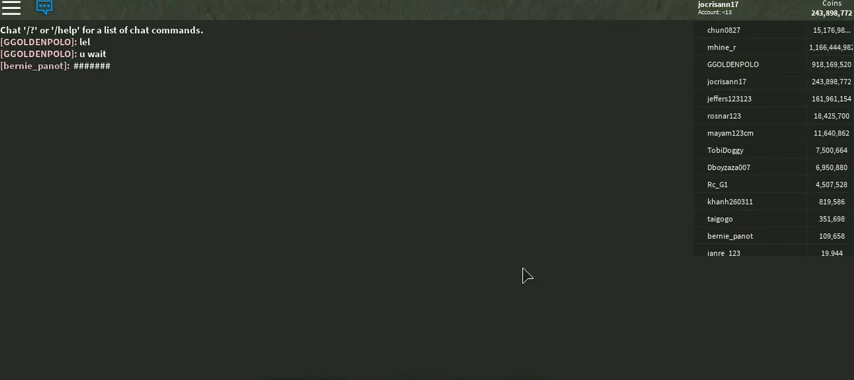 jocrisann17
Account: <13
Coins
243,898,772
Chat '/?' or '/help' for a list of chat commands.
[GGOLDENPOLO]: lel
[GGOLDENPOLO]: u wait
[bernie_panot]: #######
chun0827 15,176,98...
mhine_r 1,166,444,982
GGOLDENPOLO 918,169,520
jocrisann17 243,898,772
jeffers123123 161,961,154
rosnar123 18,425,700
mayam123cm 11,640,862
TobiDoggy 7,500,664
Dboyzaza007 6,950,880
Rc_G1 4,507,528
khanh260311 819,586
taigogo 351,698
bernie_panot 109,658
ianre_123 19,944